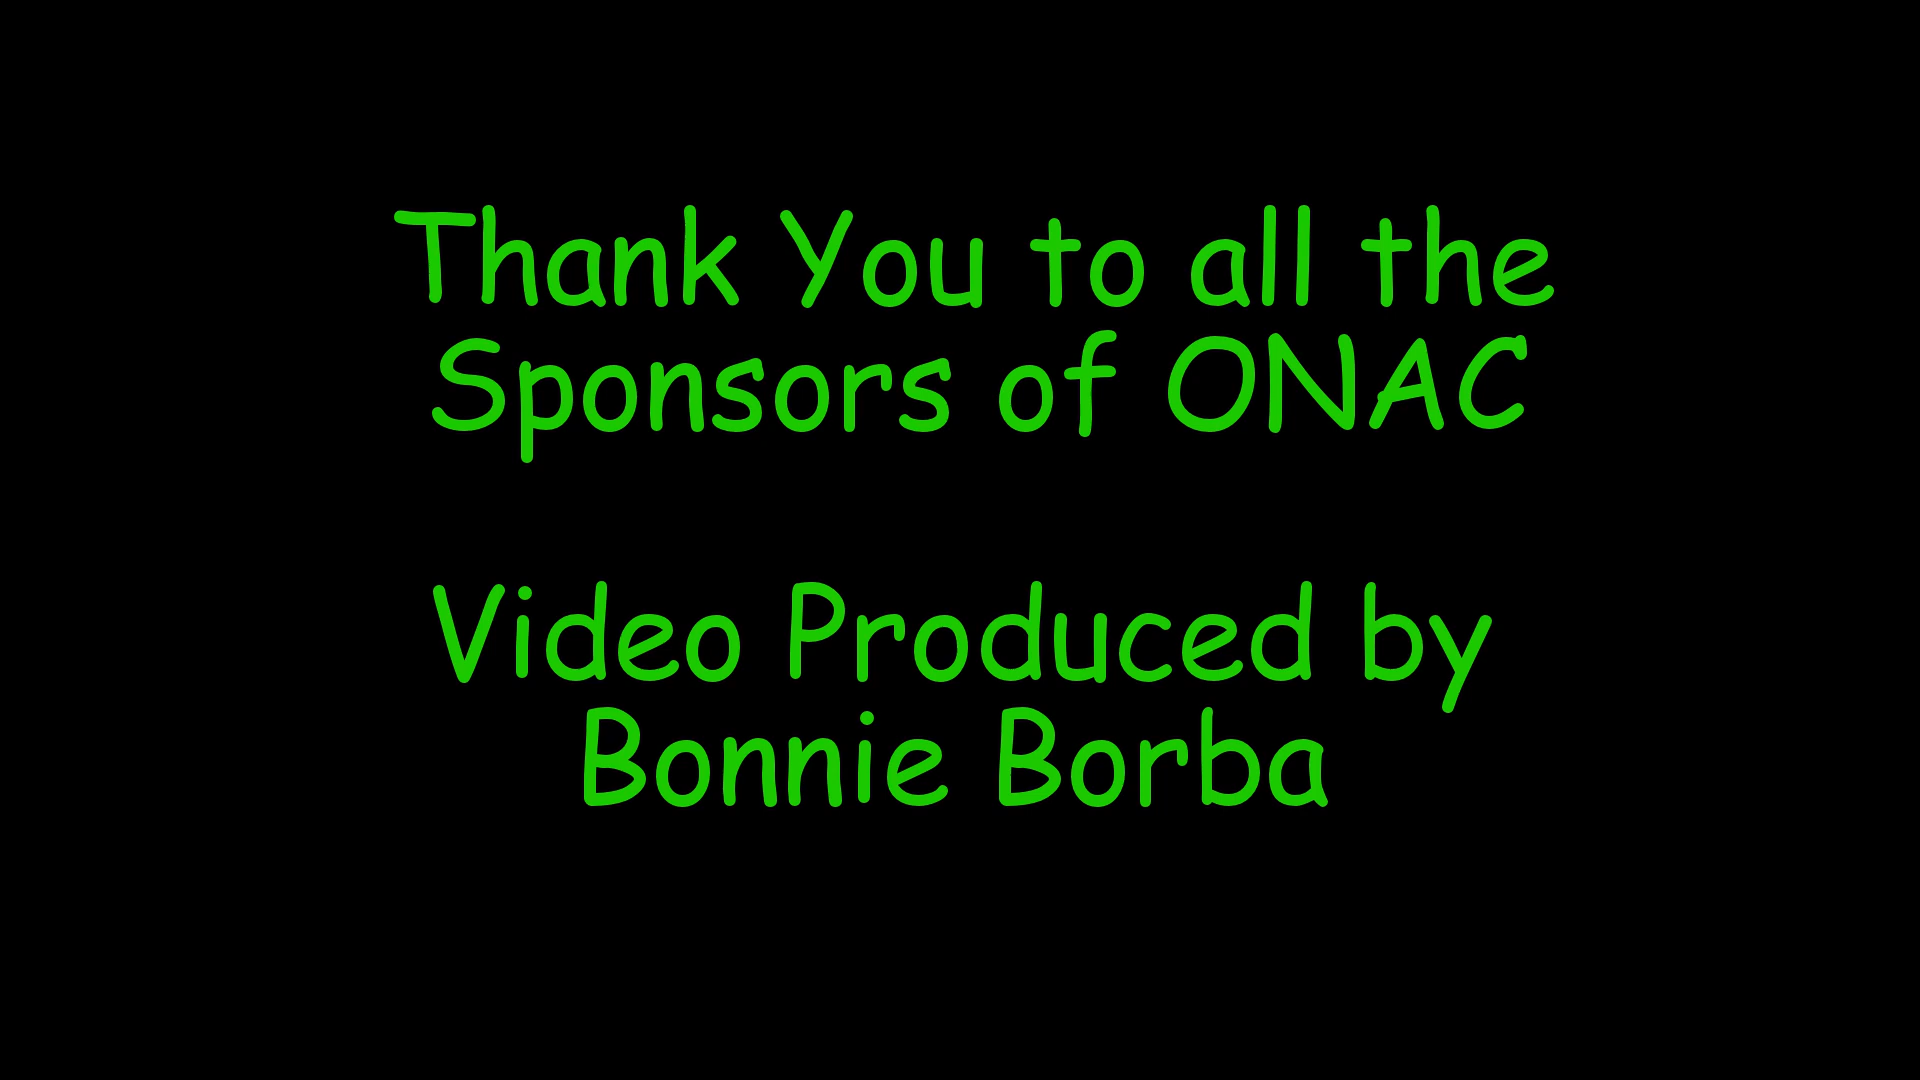 Thank You to all the
Sponsors of ONAC
Video Produced by
Bonnie Borba